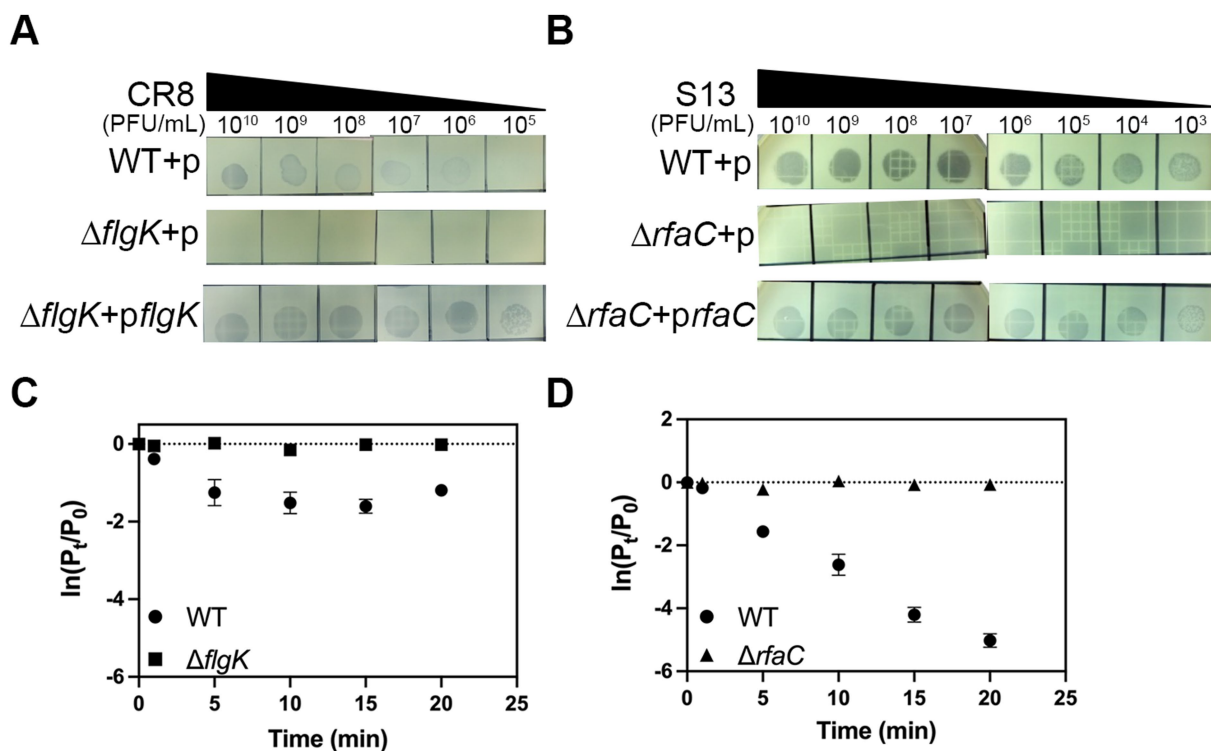 A
CR8
(PFU/mL)
10¹⁰ 10⁹ 10⁸ 10⁷ 10⁶ 10⁵
WT+p
ΔflgK+p
ΔflgK+pflgK
B
S13
(PFU/mL)
10¹⁰ 10⁹ 10⁸ 10⁷ 10⁶ 10⁵ 10⁴ 10³
WT+p
ΔrfaC+p
ΔrfaC+prfaC
C
ln(Pₜ/P₀)
0
-2
-4
-6
WT
ΔflgK
0 5 10 15 20 25
Time (min)
D
ln(Pₜ/P₀)
2
0
-2
-4
-6
WT
ΔrfaC
0 5 10 15 20 25
Time (min)